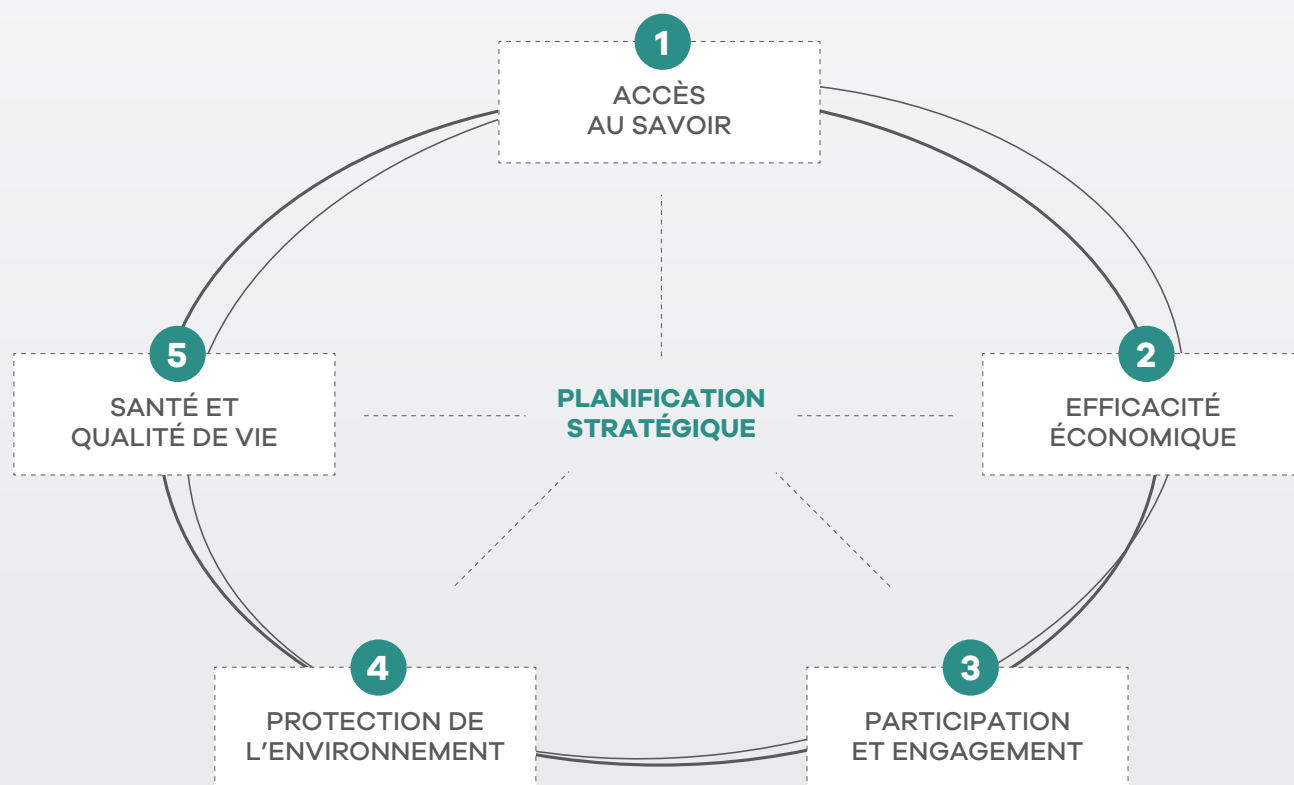 1
ACCÈS
AU SAVOIR
2
EFFICACITÉ
ÉCONOMIQUE
3
PARTICIPATION
ET ENGAGEMENT
4
PROTECTION DE
L'ENVIRONNEMENT
5
SANTÉ ET
QUALITÉ DE VIE
PLANIFICATION
STRATÉGIQUE